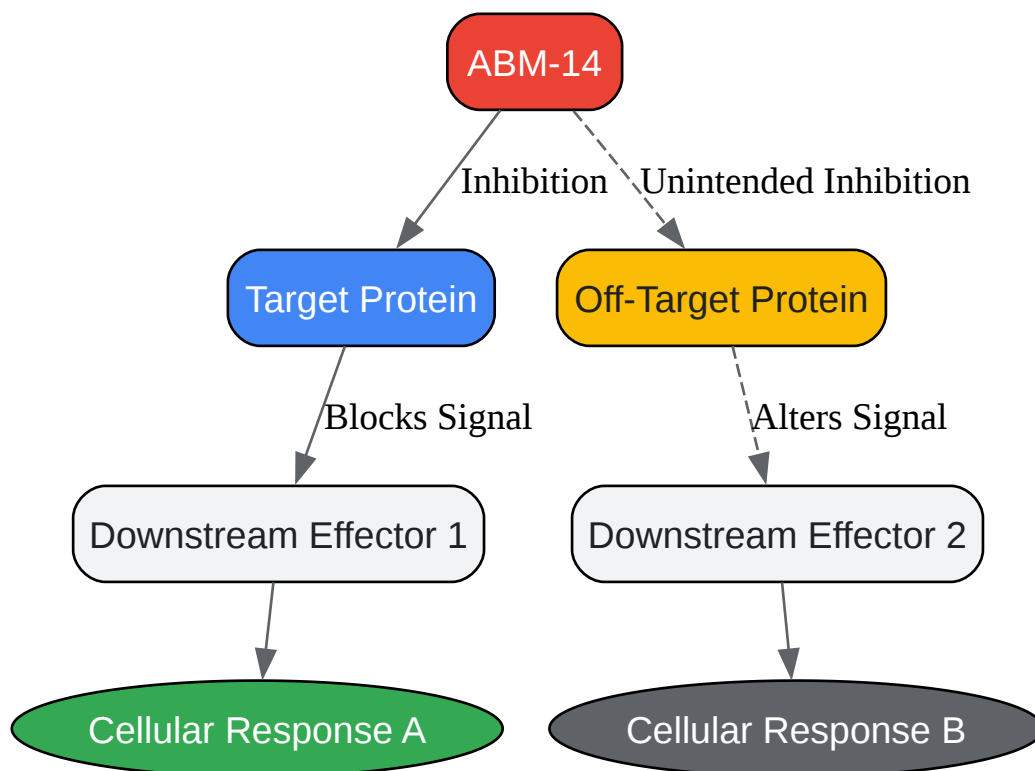 ABM-14
Inhibition
Unintended Inhibition
Target Protein
Off-Target Protein
Blocks Signal
Alters Signal
Downstream Effector 1
Downstream Effector 2
Cellular Response A
Cellular Response B